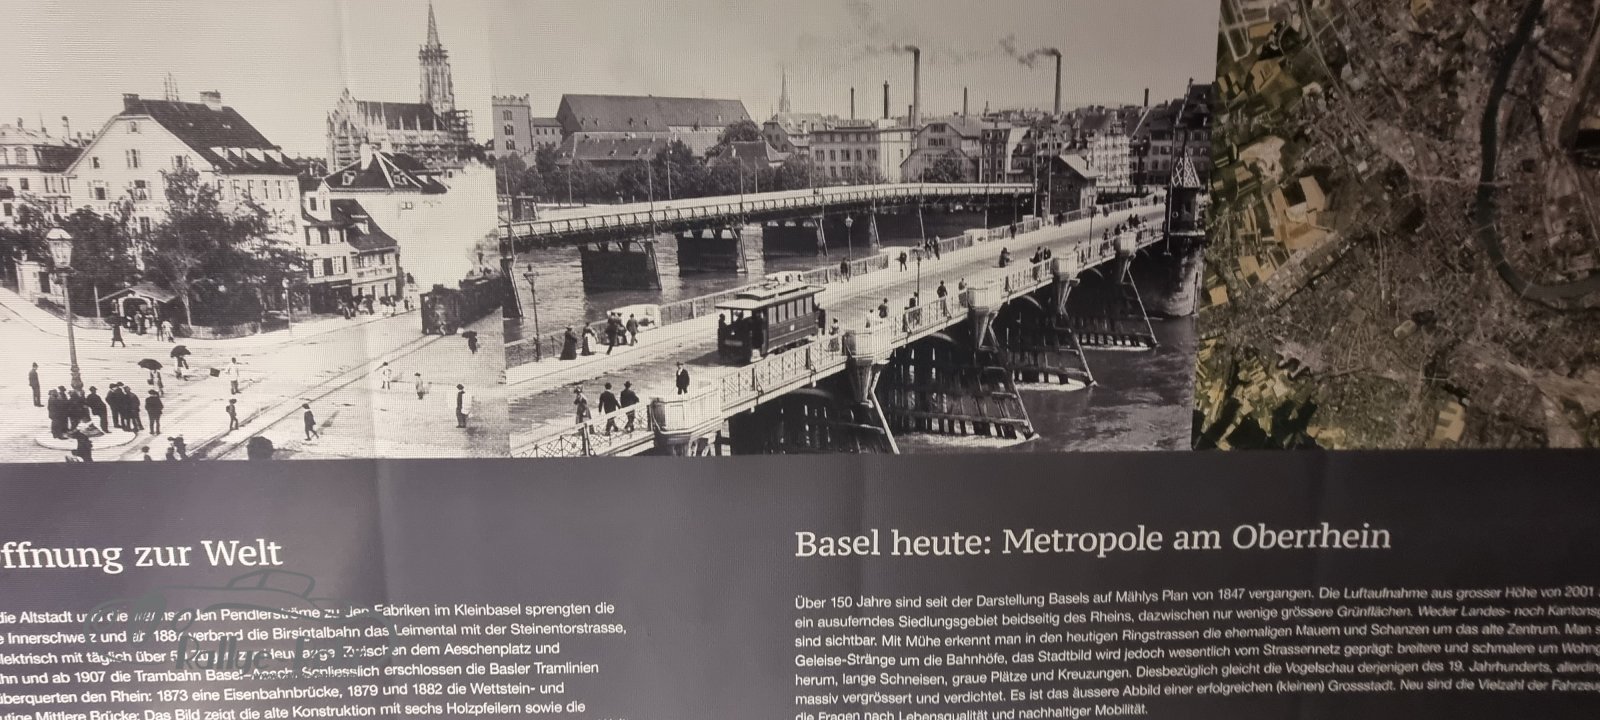 ffnung zur Welt
die Altstadt und die den Pendlerströme zu den Fabriken im Kleinbasel sprengten die
e Innerschweiz und ab verband die Birsigtalbahn das Leimental mit der Steinentorstrasse,
lektrisch mit täglich über zwischen dem Aeschenplatz und
hn und ab 1907 die Trambahn Basel–Aesch. Schliesslich erschlossen die Basler Tramlinien
überquerten den Rhein: 1873 eine Eisenbahnbrücke, 1879 und 1882 die Wettstein- und
utige Mittlere Brücke: Das Bild zeigt die alte Konstruktion mit sechs Holzpfeilern sowie die
Basel heute: Metropole am Oberrhein
Über 150 Jahre sind seit der Darstellung Basels auf Mählys Plan von 1847 vergangen. Die Luftaufnahme aus grosser Höhe von 2001
ein ausuferndes Siedlungsgebiet beidseitig des Rheins, dazwischen nur wenige grössere Grünflächen. Weder Landes- noch Kantons
sind sichtbar. Mit Mühe erkennt man in den heutigen Ringstrassen die ehemaligen Mauern und Schanzen um das alte Zentrum. Man s
Geleise-Stränge um die Bahnhöfe, das Stadtbild wird jedoch wesentlich vom Strassennetz geprägt: breitere und schmalere um Wohn
herum, lange Schneisen, graue Plätze und Kreuzungen. Diesbezüglich gleicht die Vogelschau derjenigen des 19. Jahrhunderts, allerdin
massiv vergrössert und verdichtet. Es ist das äussere Abbild einer erfolgreichen (kleinen) Grossstadt. Neu sind die Vielzahl der Fahrzeu
die Fragen nach Lebensqualität und nachhaltiger Mobilität.